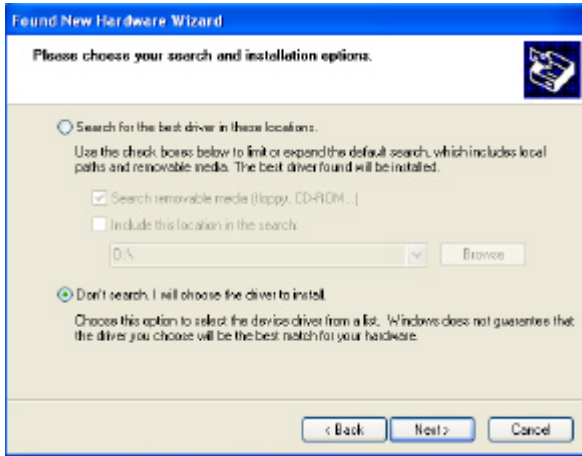 Found New Hardware Wizard
Please choose your search and installation options.
Search for the best driver in these locations.
Use the check boxes below to limit or expand the default search, which includes local
paths and removable media. The best driver found will be installed.
Search removable media (floppy, CD-ROM...)
Include this location in the search:
D:\
Browse
Don't search. I will choose the driver to install.
Choose this option to select the device driver from a list. Windows does not guarantee that
the driver you choose will be the best match for your hardware.
< Back
Next >
Cancel